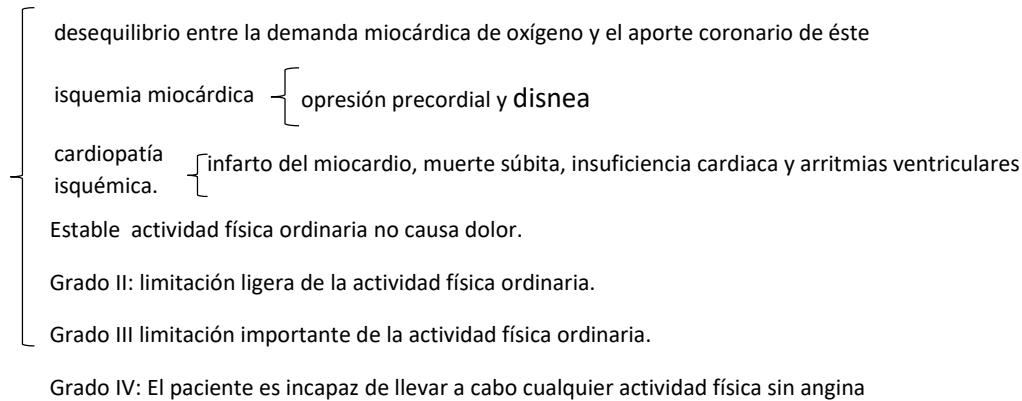 desequilibrio entre la demanda miocárdica de oxígeno y el aporte coronario de éste
isquemia miocárdica opresión precordial y disnea
cardiopatía
isquémica.
infarto del miocardio, muerte súbita, insuficiencia cardiaca y arritmias ventriculares
Estable actividad física ordinaria no causa dolor.
Grado II: limitación ligera de la actividad física ordinaria.
Grado III limitación importante de la actividad física ordinaria.
Grado IV: El paciente es incapaz de llevar a cabo cualquier actividad física sin angina